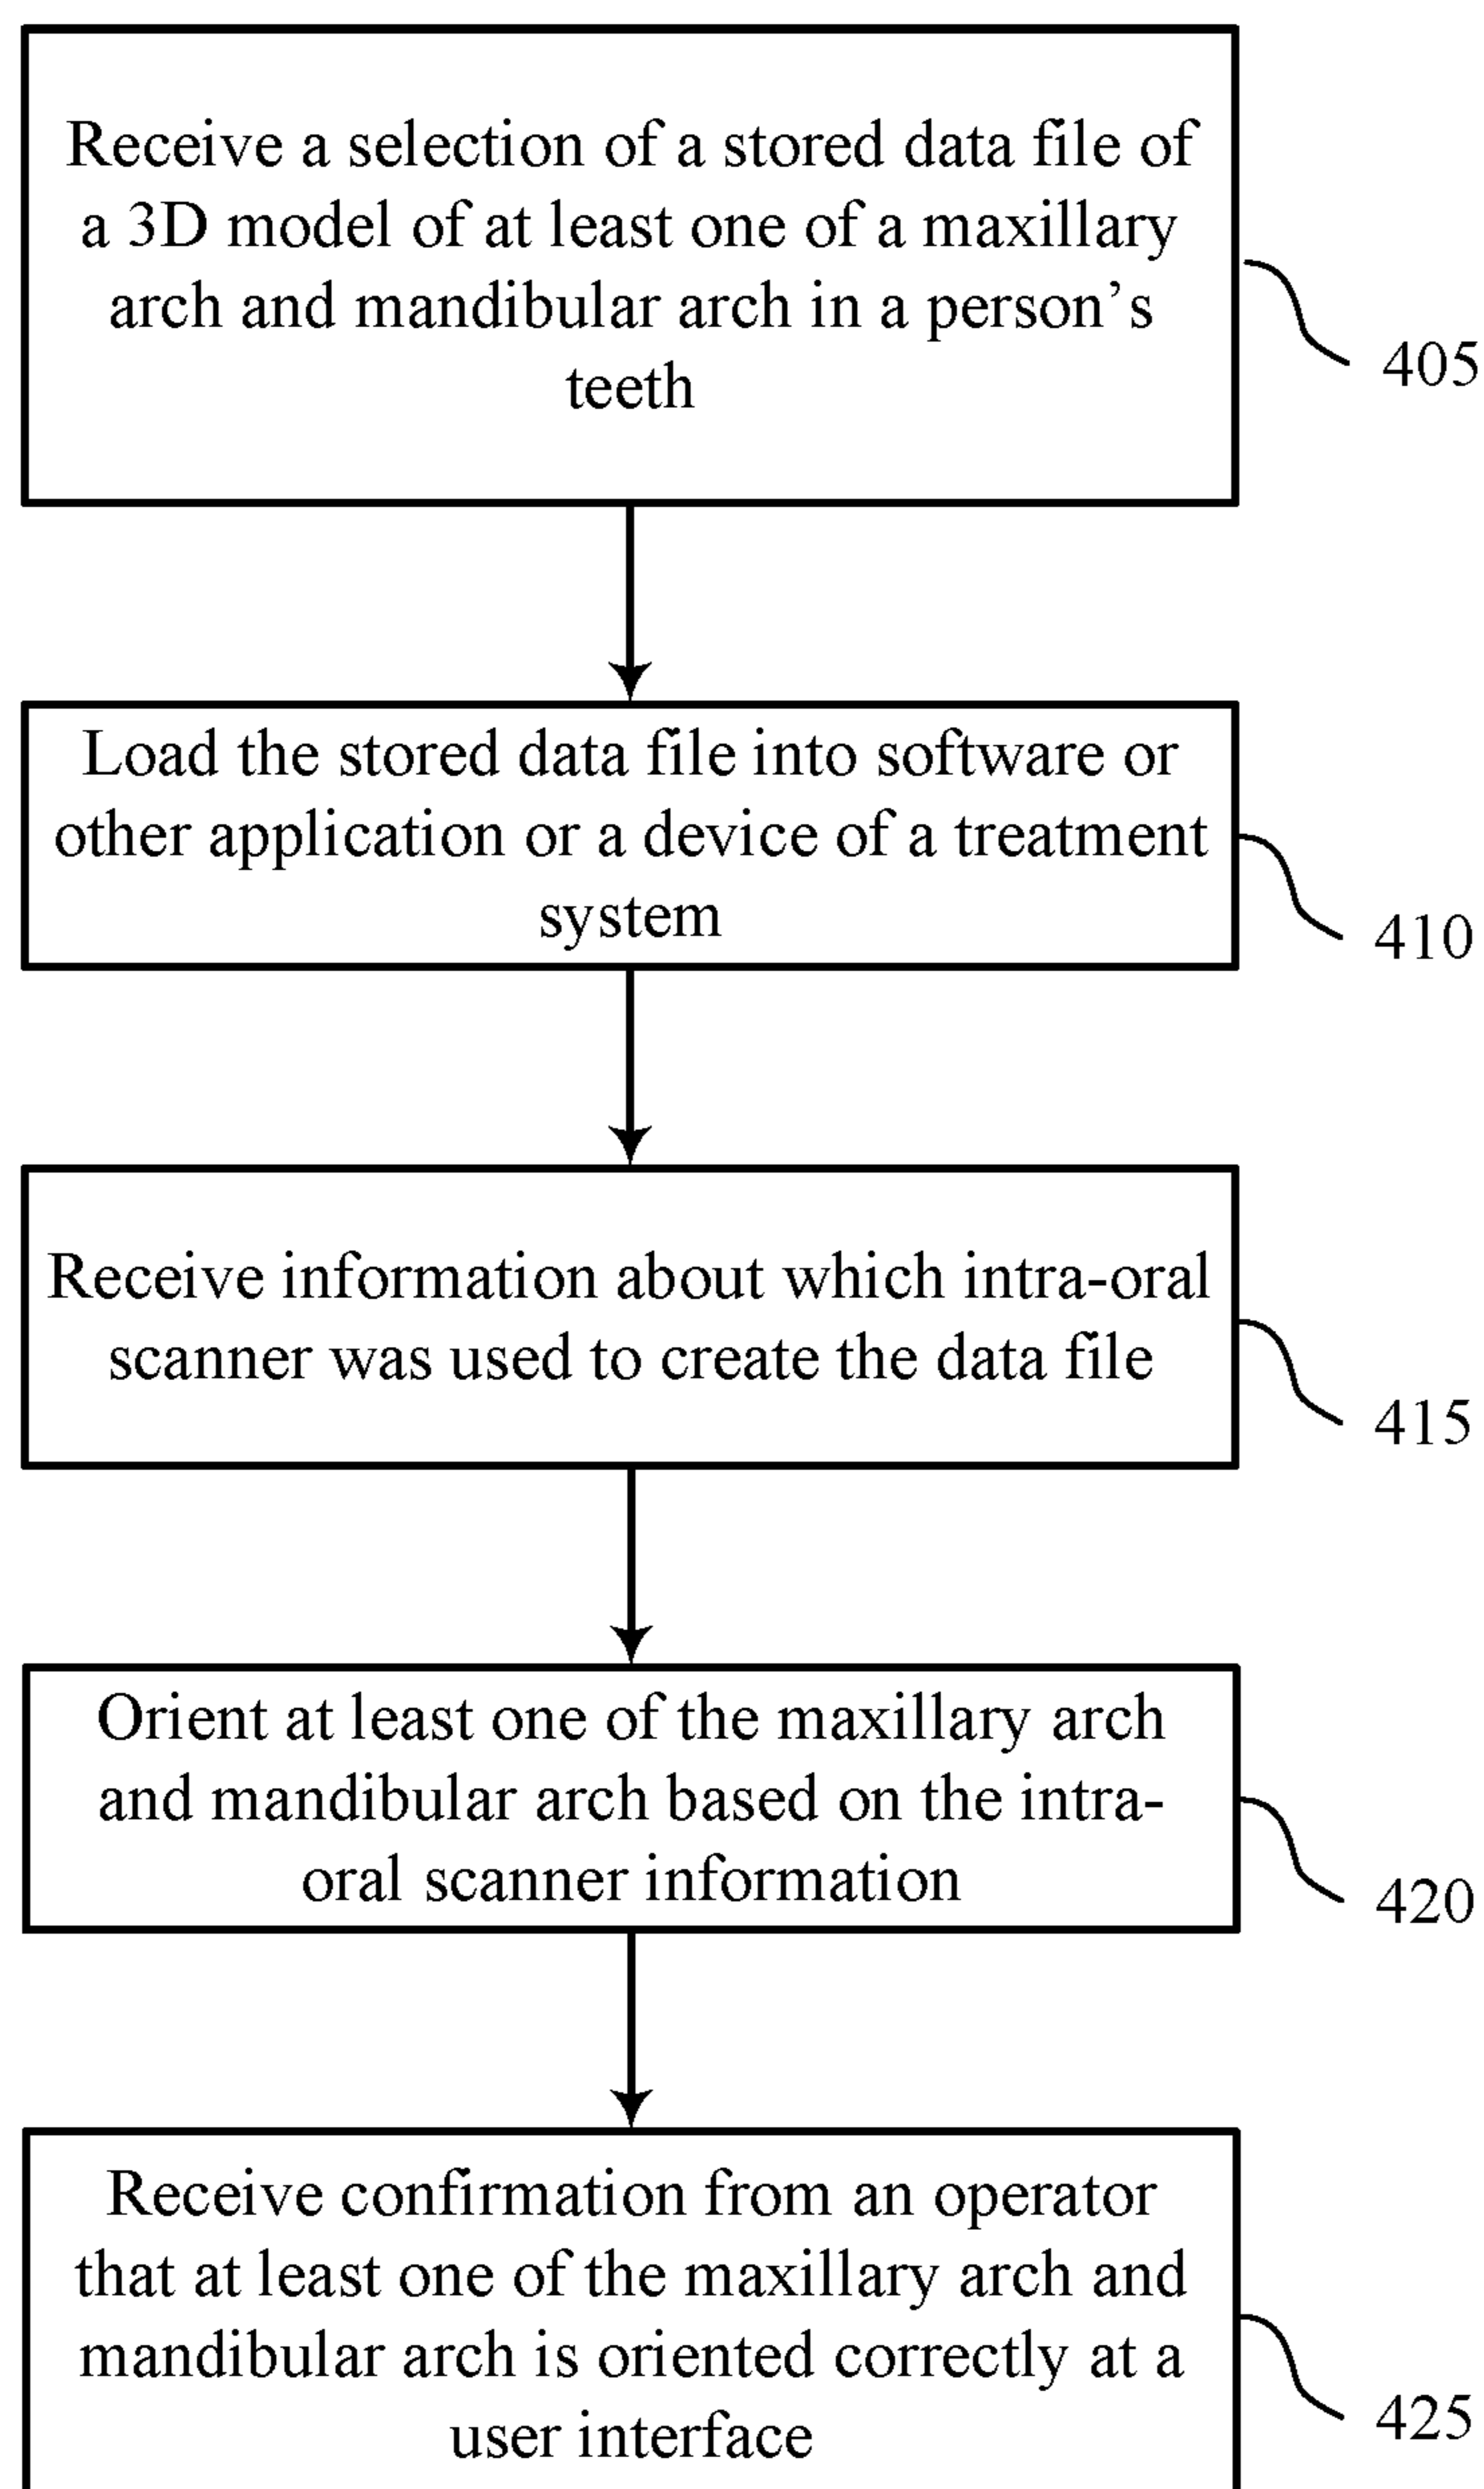 Receive a selection of a stored data file of
a 3D model of at least one of a maxillary
arch and mandibular arch in a person’s
teeth
405
Load the stored data file into software or
other application or a device of a treatment
system
410
Receive information about which intra-oral
scanner was used to create the data file
415
Orient at least one of the maxillary arch
and mandibular arch based on the intra-
oral scanner information
420
Receive confirmation from an operator
that at least one of the maxillary arch and
mandibular arch is oriented correctly at a
user interface
425